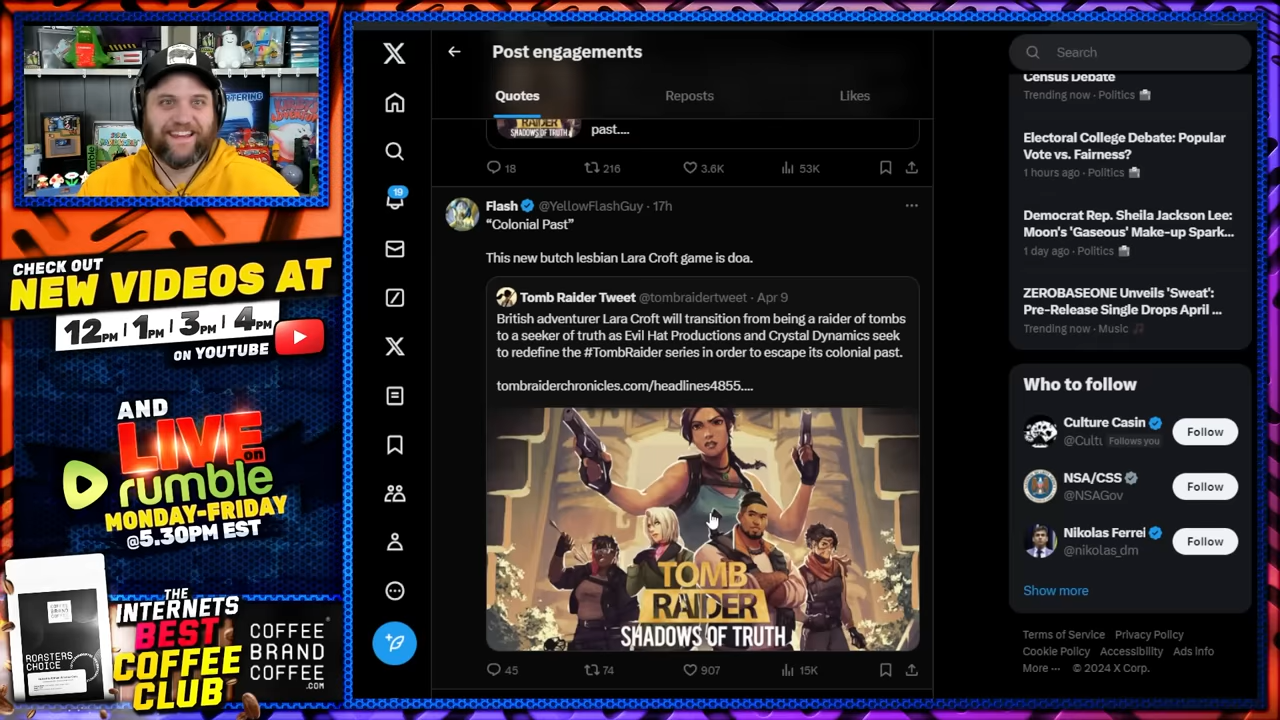 CHECK OUT
NEW VIDEOS AT
12PM | 1PM | 3PM | 4PM
ON YOUTUBE
AND
LIVE on
rumble
MONDAY-FRIDAY
@5.30PM EST
THE
INTERNETS
BEST
COFFEE
CLUB
COFFEE
BRAND
COFFEE
.COM
ROASTERS
CHOICE
Post engagements
Quotes
Reposts
Likes
RAIDER
SHADOWS OF TRUTH
past....
18
216
3.6K
53K
19
Flash @YellowFlashGuy · 17h
“Colonial Past”
This new butch lesbian Lara Croft game is doa.
Tomb Raider Tweet @tombraidertweet · Apr 9
British adventurer Lara Croft will transition from being a raider of tombs
to a seeker of truth as Evil Hat Productions and Crystal Dynamics seek
to redefine the #TombRaider series in order to escape its colonial past.
tombraiderchronicles.com/headlines4855....
TOMB
RAIDER
SHADOWS OF TRUTH
45
74
907
15K
Search
Census Debate
Trending now · Politics
Electoral College Debate: Popular
Vote vs. Fairness?
1 hours ago · Politics
Democrat Rep. Sheila Jackson Lee:
Moon's 'Gaseous' Make-up Spark...
1 day ago · Politics
ZEROBASEONE Unveils 'Sweat':
Pre-Release Single Drops April ...
Trending now · Music
Who to follow
Culture Casin
@Cultu Follows you
Follow
NSA/CSS
@NSAGov
Follow
Nikolas Ferrei
@nikolas_dm
Follow
Show more
Terms of Service Privacy Policy
Cookie Policy Accessibility Ads info
More ··· © 2024 X Corp.